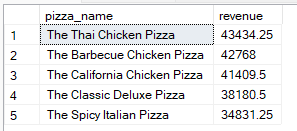 pizza_name revenue
1 The Thai Chicken Pizza 43434.25
2 The Barbecue Chicken Pizza 42768
3 The California Chicken Pizza 41409.5
4 The Classic Deluxe Pizza 38180.5
5 The Spicy Italian Pizza 34831.25